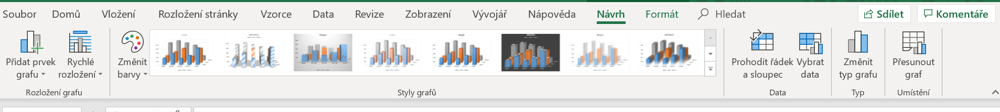 Soubor Domů Vložení Rozložení stránky Vzorce Data Revize Zobrazení Vývojář Nápověda Návrh Formát Hledat Sdílet Komentáře
Přidat prvek grafu
Rychlé rozložení
Změnit barvy
Prohodit řádek a sloupec
Vybrat data
Změnit typ grafu
Přesunout graf
Rozložení grafu Styly grafů Data Typ Umístění